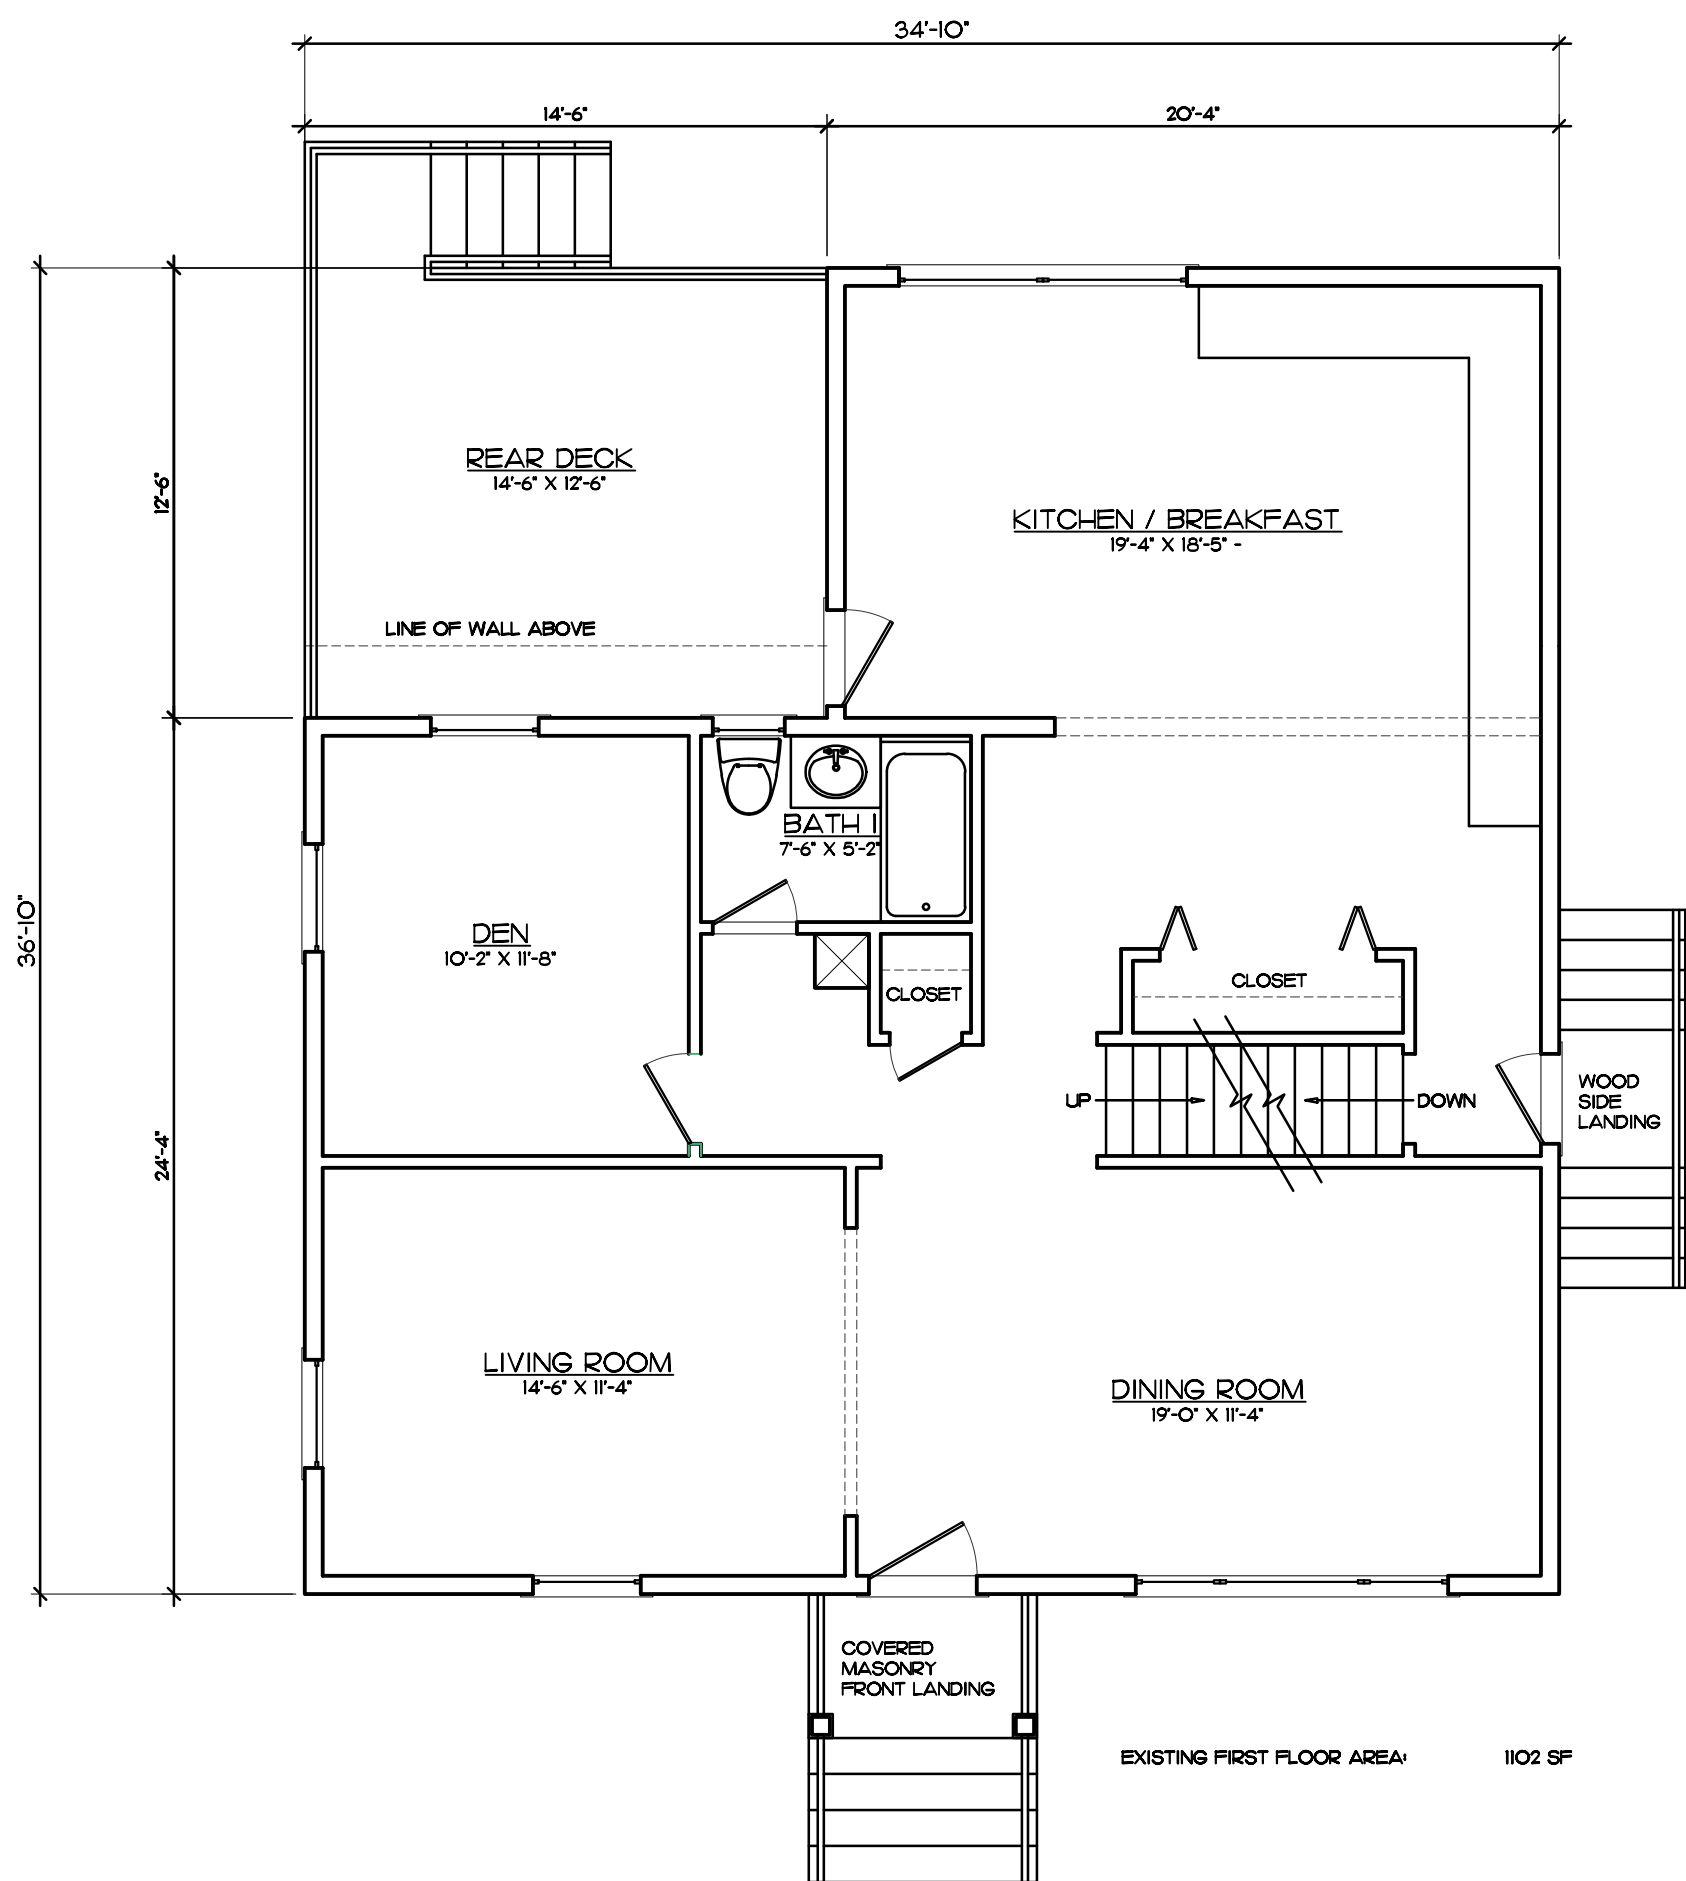 34'-10"
14'-6"
20'-4"
REAR DECK
14'-6" X 12'-6"
12'-6"
KITCHEN / BREAKFAST
19'-4" X 18'-5" -
LINE OF WALL ABOVE
BATH 1
7'-6" X 5'-2"
36'-10"
DEN
10'-2" X 11'-8"
CLOSET
CLOSET
UP
DOWN
WOOD
SIDE
LANDING
24'-4"
LIVING ROOM
14'-6" X 11'-4"
DINING ROOM
19'-0" X 11'-4"
COVERED
MASONRY
FRONT LANDING
EXISTING FIRST FLOOR AREA: 1102 SF